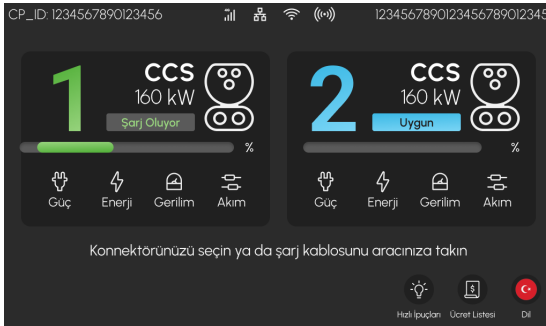 CP_ID: 1234567890123456
1234567890123456789012345
1
CCS
160 kW
Şarj Oluyor
%
Güç
Enerji
Gerilim
Akım
2
CCS
160 kW
Uygun
%
Güç
Enerji
Gerilim
Akım
Konnektörünüzü seçin ya da şarj kablosunu aracınıza takın
Hızlı İpuçları
Ücret Listesi
Dil